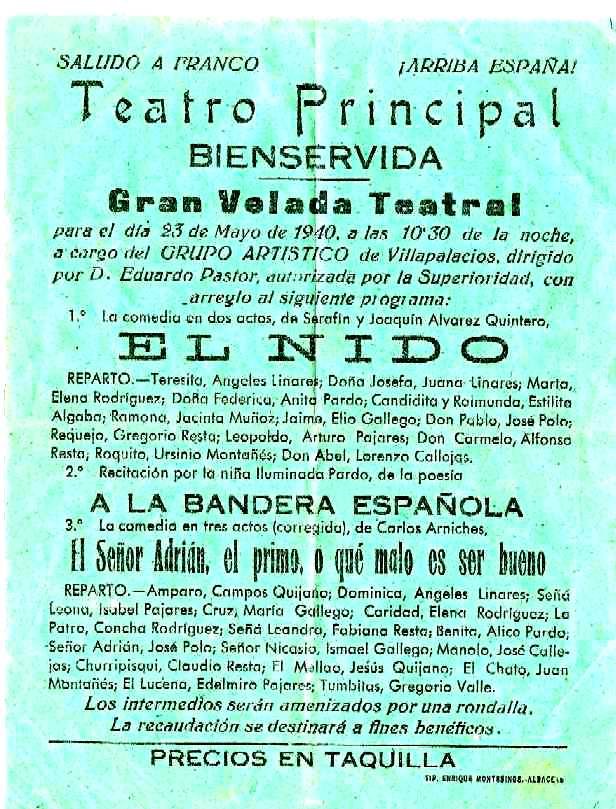 SALUDO A FRANCO ¡ARRIBA ESPAÑA!
Teatro Principal
BIENSERVIDA
Gran Velada Teatral
para el día 23 de Mayo de 1940, a las 10'30 de la noche,
a cargo del GRUPO ARTISTICO de Villapalacios, dirigido
por D. Eduardo Pastor, autorizada por la Superioridad, con
arreglo al siguiente programa:
1.º La comedia en dos actos, de Serafín y Joaquín Alvarez Quintero,
EL NIDO
REPARTO.—Teresita, Angeles Linares; Doña Josefa, Juana Linares; María,
Elena Rodríguez; Doña Federica, Anita Pardo; Candidita y Raimunda, Estilita
Algaba; Ramona, Jacinta Muñoz; Jaime, Elio Gallego; Don Pablo, José Polo;
Requejo, Gregorio Resta; Leopoldo, Arturo Pajares; Don Carmelo, Alfonso
Resta; Roquito, Ursinio Montañés; Don Abel, Lorenzo Callejas.
2.º Recitación por la niña Iluminada Pardo, de la poesía
A LA BANDERA ESPAÑOLA
3.º La comedia en tres actos (corregida), de Carlos Arniches,
El Señor Adrián, el primo, o qué malo es ser bueno
REPARTO.—Amparo, Campos Quijano; Dominica, Angeles Linares; Señá
Leona, Isabel Pajares; Cruz, María Gallego; Caridad, Elena Rodríguez; La
Patro, Concha Rodríguez; Señá Leandra, Fabiana Resta; Benita, Alico Pardo;
Señor Adrián, José Polo; Señor Nicasio, Ismael Gallego; Manolo, José Calle-
jas; Churripisqui, Claudio Resta; El Mellao, Jesús Quijano; El Chato, Juan
Montañés; El Lucena, Edelmiro Pajares; Tumbitas, Gregorio Valle.
Los intermedios serán amenizados por una rondalla.
La recaudación se destinará a fines benéficos.
PRECIOS EN TAQUILLA
TIP. ENRIQUE MONTESINOS.-ALBACETE